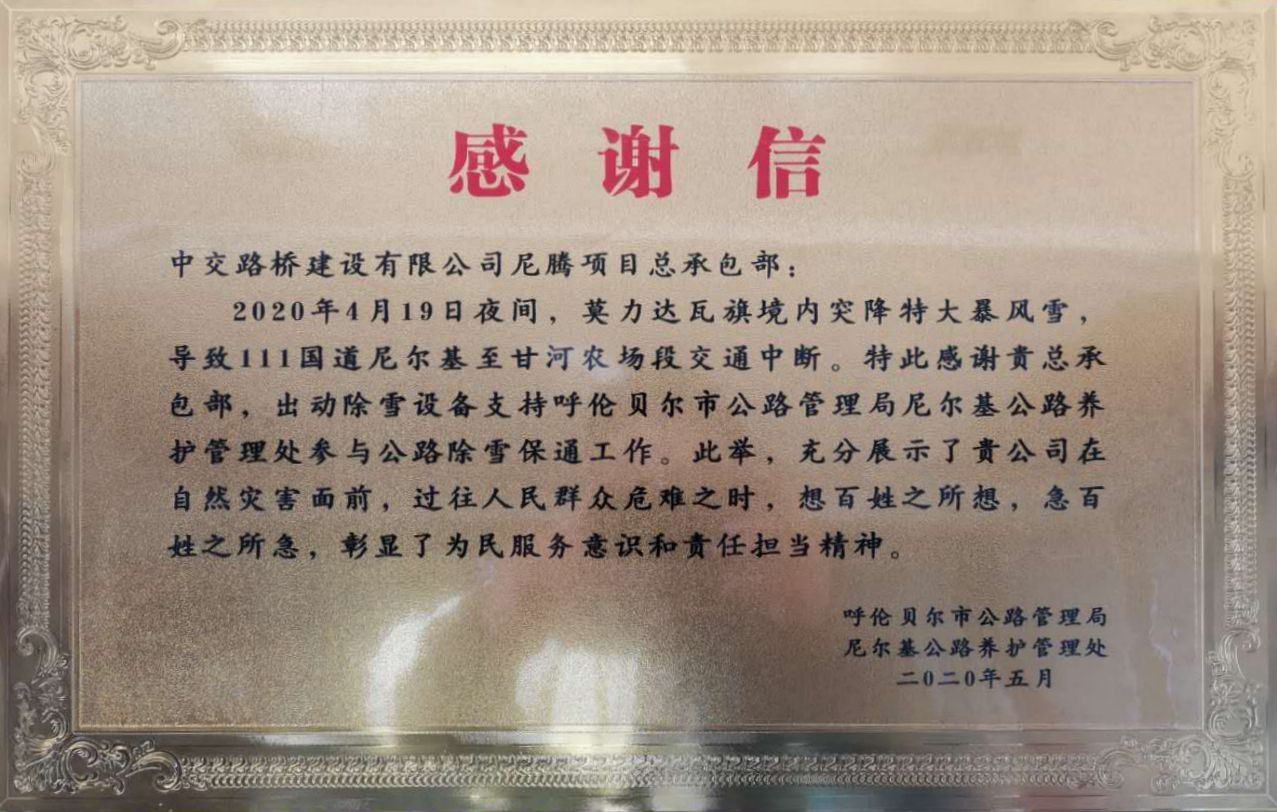 感谢信
中交路桥建设有限公司尼腾项目总承包部：
2020年4月19日夜间，莫力达瓦旗境内突降特大暴风雪，
导致111国道尼尔基至甘河农场段交通中断。特此感谢贵总承
包部，出动除雪设备支持呼伦贝尔市公路管理局尼尔基公路养
护管理处参与公路除雪保通工作。此举，充分展示了貴公司在
自然灾害面前，过往人民群众危难之时，想百姓之所想，急百
姓之所急，彰显了为民服务意识和责任担当精神。
呼伦贝尔市公路管理局
尼尔基公路养护管理处
二0二0年五月